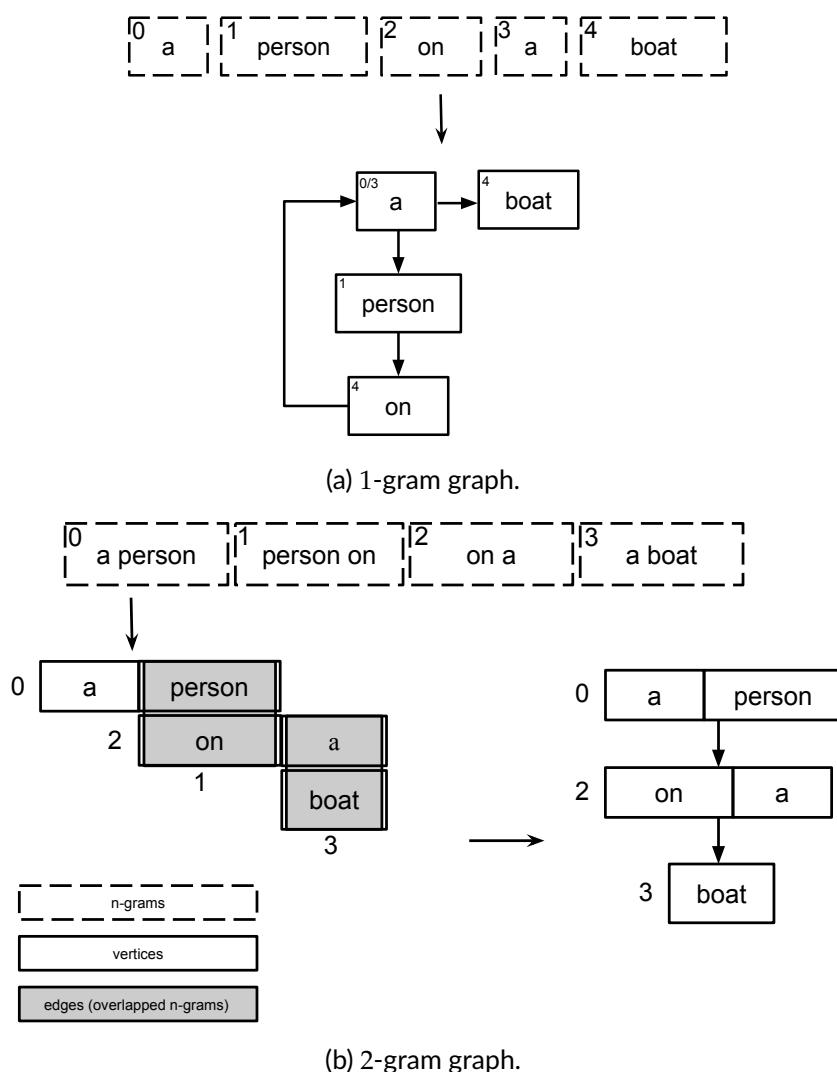 0 a 1 person 2 on 3 a 4 boat
0/3 a 4 boat
1 person
4 on
(a) 1-gram graph.
0 a person 1 person on 2 on a 3 a boat
0 a person
2 on a
1
boat
3
0 a person
2 on a
3 boat
n-grams
vertices
edges (overlapped n-grams)
(b) 2-gram graph.